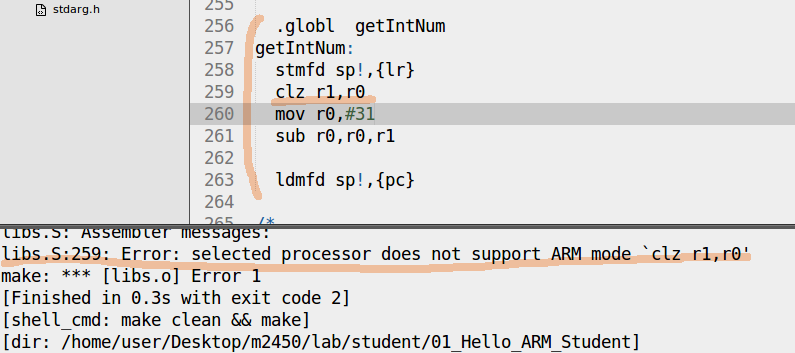 stdarg.h
255
256 .globl getIntNum
257 getIntNum:
258 stmfd sp!,{lr}
259 clz r1,r0
260 mov r0,#31
261 sub r0,r0,r1
262
263 ldmfd sp!,{pc}
264
265 /*
libs.S: Assembler messages:
libs.S:259: Error: selected processor does not support ARM mode `clz r1,r0'
make: *** [libs.o] Error 1
[Finished in 0.3s with exit code 2]
[shell_cmd: make clean && make]
[dir: /home/user/Desktop/m2450/lab/student/01_Hello_ARM_Student]